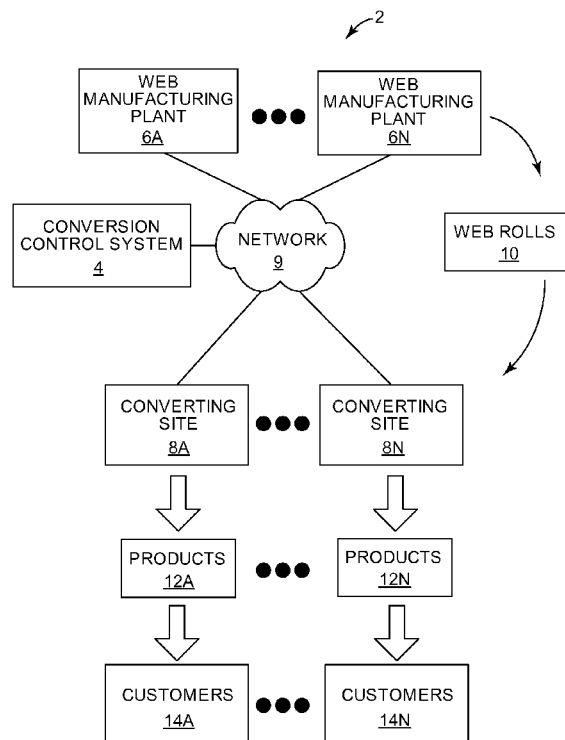 2
WEB
MANUFACTURING
PLANT
6A
WEB
MANUFACTURING
PLANT
6N
CONVERSION
CONTROL SYSTEM
4
NETWORK
9
WEB ROLLS
10
CONVERTING
SITE
8A
CONVERTING
SITE
8N
PRODUCTS
12A
PRODUCTS
12N
CUSTOMERS
14A
CUSTOMERS
14N